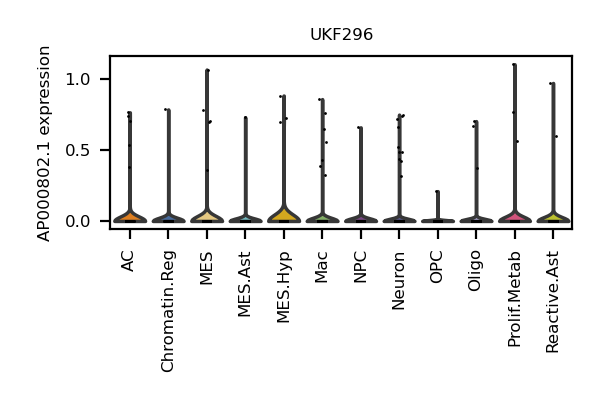 UKF296
AP000802.1 expression
1.0
0.5
0.0
AC
Chromatin.Reg
MES
MES.Ast
MES.Hyp
Mac
NPC
Neuron
OPC
Oligo
Prolif.Metab
Reactive.Ast